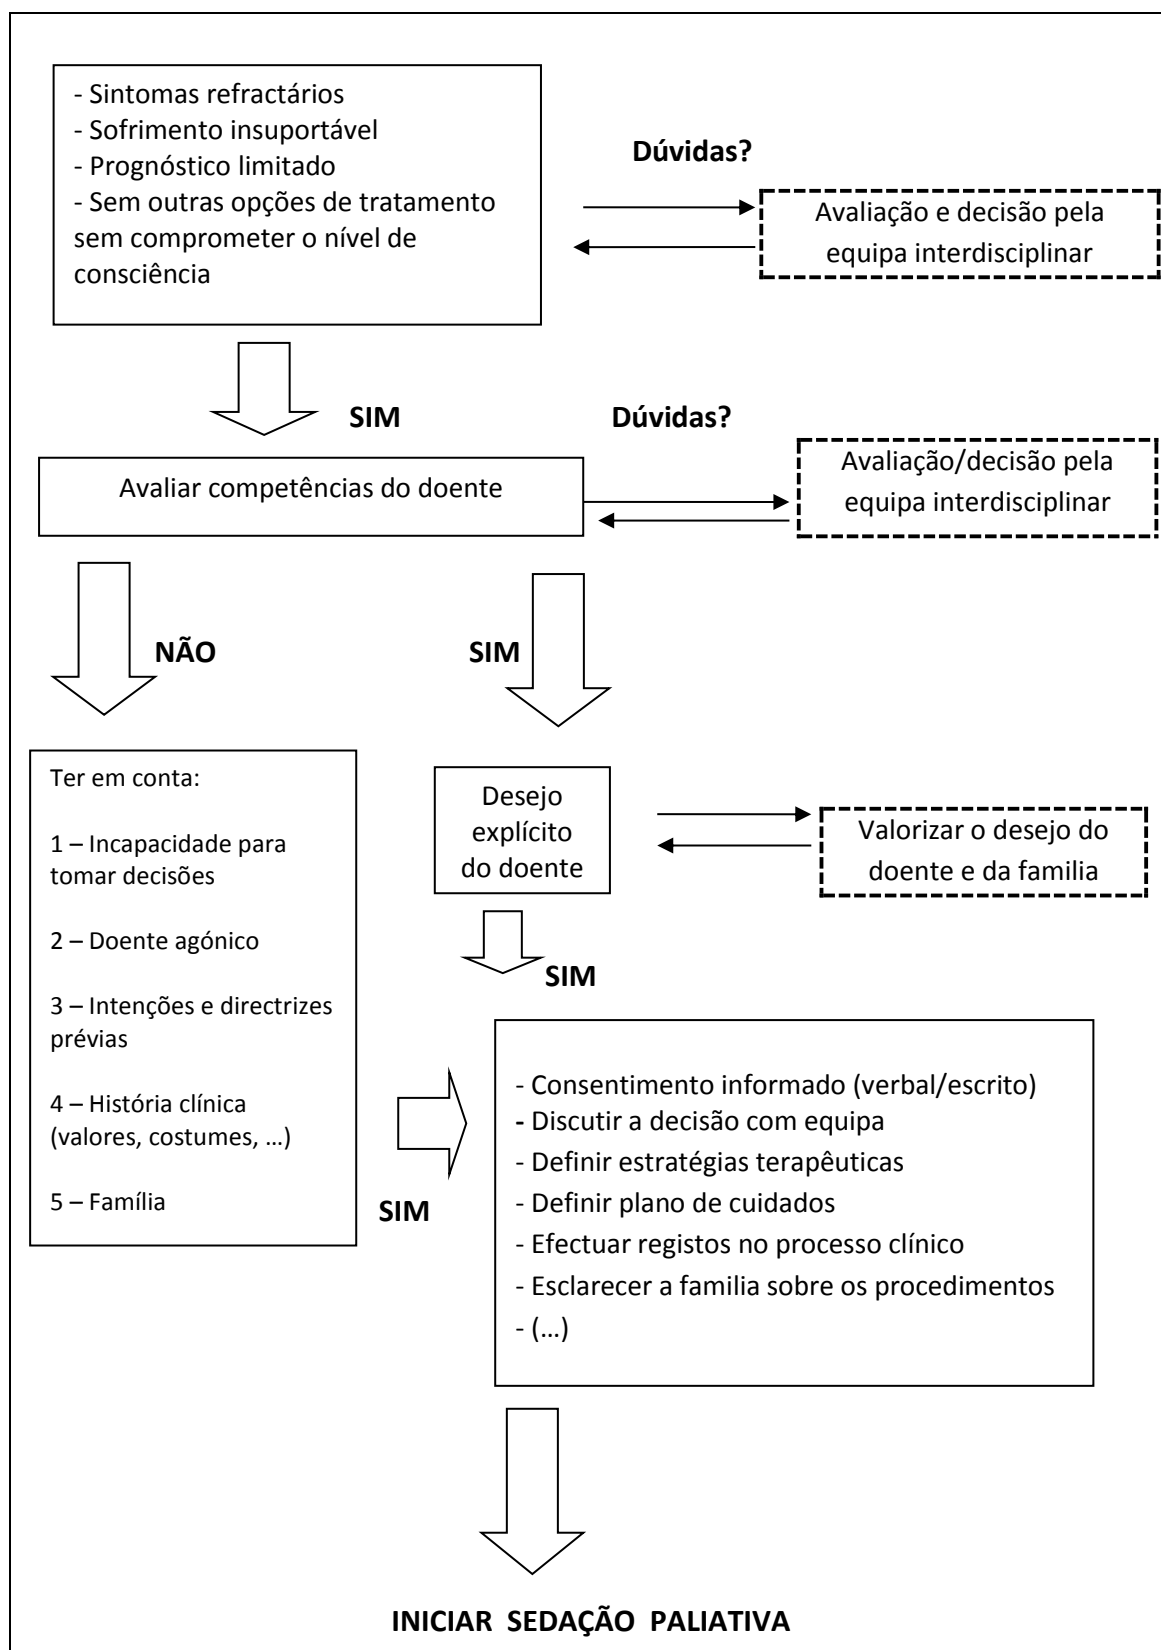 - Sintomas refractários
- Sofrimento insuportável
- Prognóstico limitado
- Sem outras opções de tratamento
sem comprometer o nível de
consciência
Dúvidas?
Avaliação e decisão pela
equipa interdisciplinar
SIM
Dúvidas?
Avaliar competências do doente
Avaliação/decisão pela
equipa interdisciplinar
NÃO
SIM
Ter em conta:
1 – Incapacidade para
tomar decisões
2 – Doente agónico
3 – Intenções e directrizes
prévias
4 – História clínica
(valores, costumes, ...)
5 – Família
Desejo
explícito
do doente
Valorizar o desejo do
doente e da familia
SIM
SIM
- Consentimento informado (verbal/escrito)
- Discutir a decisão com equipa
- Definir estratégias terapêuticas
- Definir plano de cuidados
- Efectuar registos no processo clínico
- Esclarecer a familia sobre os procedimentos
- (...)
INICIAR SEDAÇÃO PALIATIVA